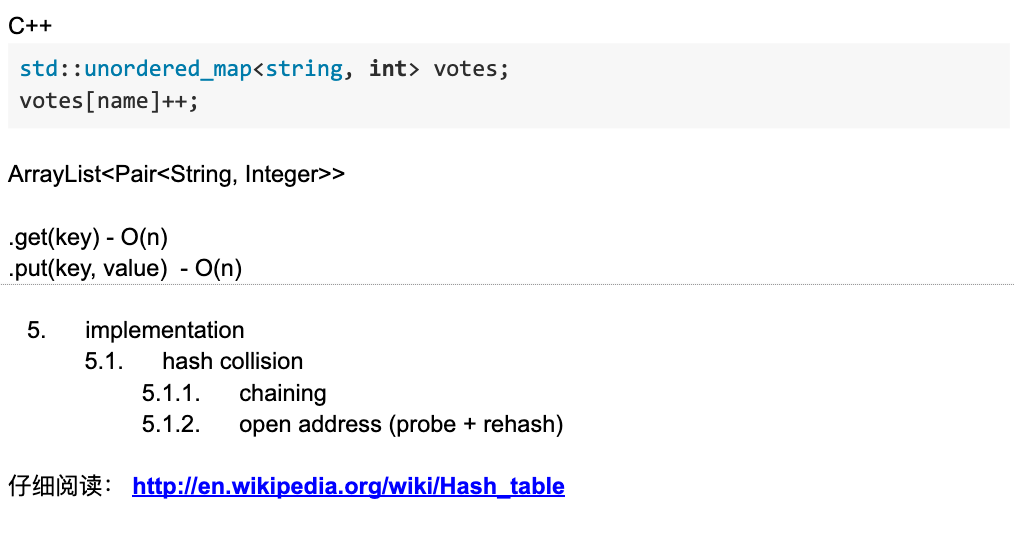 C++
std::unordered_map<string, int> votes;
votes[name]++;
ArrayList<Pair<String, Integer>>
.get(key) - O(n)
.put(key, value)  - O(n)
5. implementation
5.1. hash collision
5.1.1. chaining
5.1.2. open address (probe + rehash)
仔细阅读： http://en.wikipedia.org/wiki/Hash_table